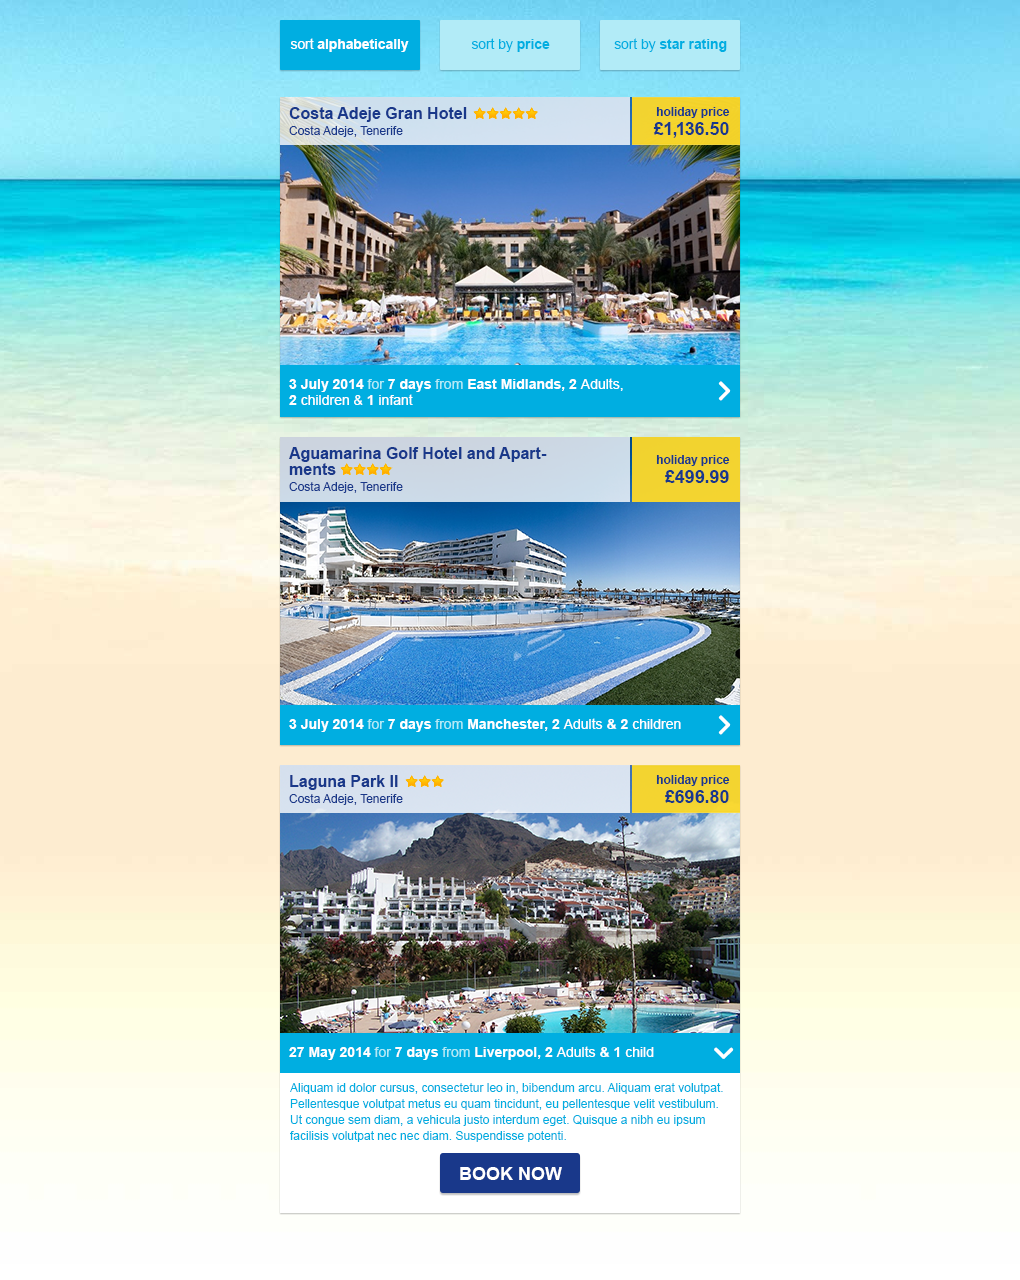 sort alphabetically
sort by price
sort by star rating
Costa Adeje Gran Hotel
Costa Adeje, Tenerife
holiday price
£1,136.50
3 July 2014 for 7 days from East Midlands, 2 Adults,
2 children & 1 infant
Aguamarina Golf Hotel and Apart-
ments
Costa Adeje, Tenerife
holiday price
£499.99
3 July 2014 for 7 days from Manchester, 2 Adults & 2 children
Laguna Park II
Costa Adeje, Tenerife
holiday price
£696.80
27 May 2014 for 7 days from Liverpool, 2 Adults & 1 child
Aliquam id dolor cursus, consectetur leo in, bibendum arcu. Aliquam erat volutpat.
Pellentesque volutpat metus eu quam tincidunt, eu pellentesque velit vestibulum.
Ut congue sem diam, a vehicula justo interdum eget. Quisque a nibh eu ipsum
facilisis volutpat nec nec diam. Suspendisse potenti.
BOOK NOW